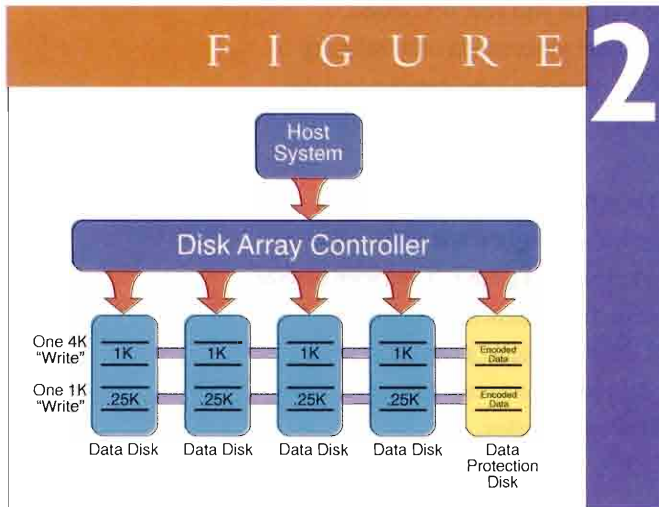 FIGURE 2
Host
System
Disk Array Controller
One 4K
"Write"
1K 1K 1K 1K Encoded
Data
One 1K
"Write"
.25K .25K .25K .25K Encoded
Data
Data Disk Data Disk Data Disk Data Disk Data
Protection
Disk